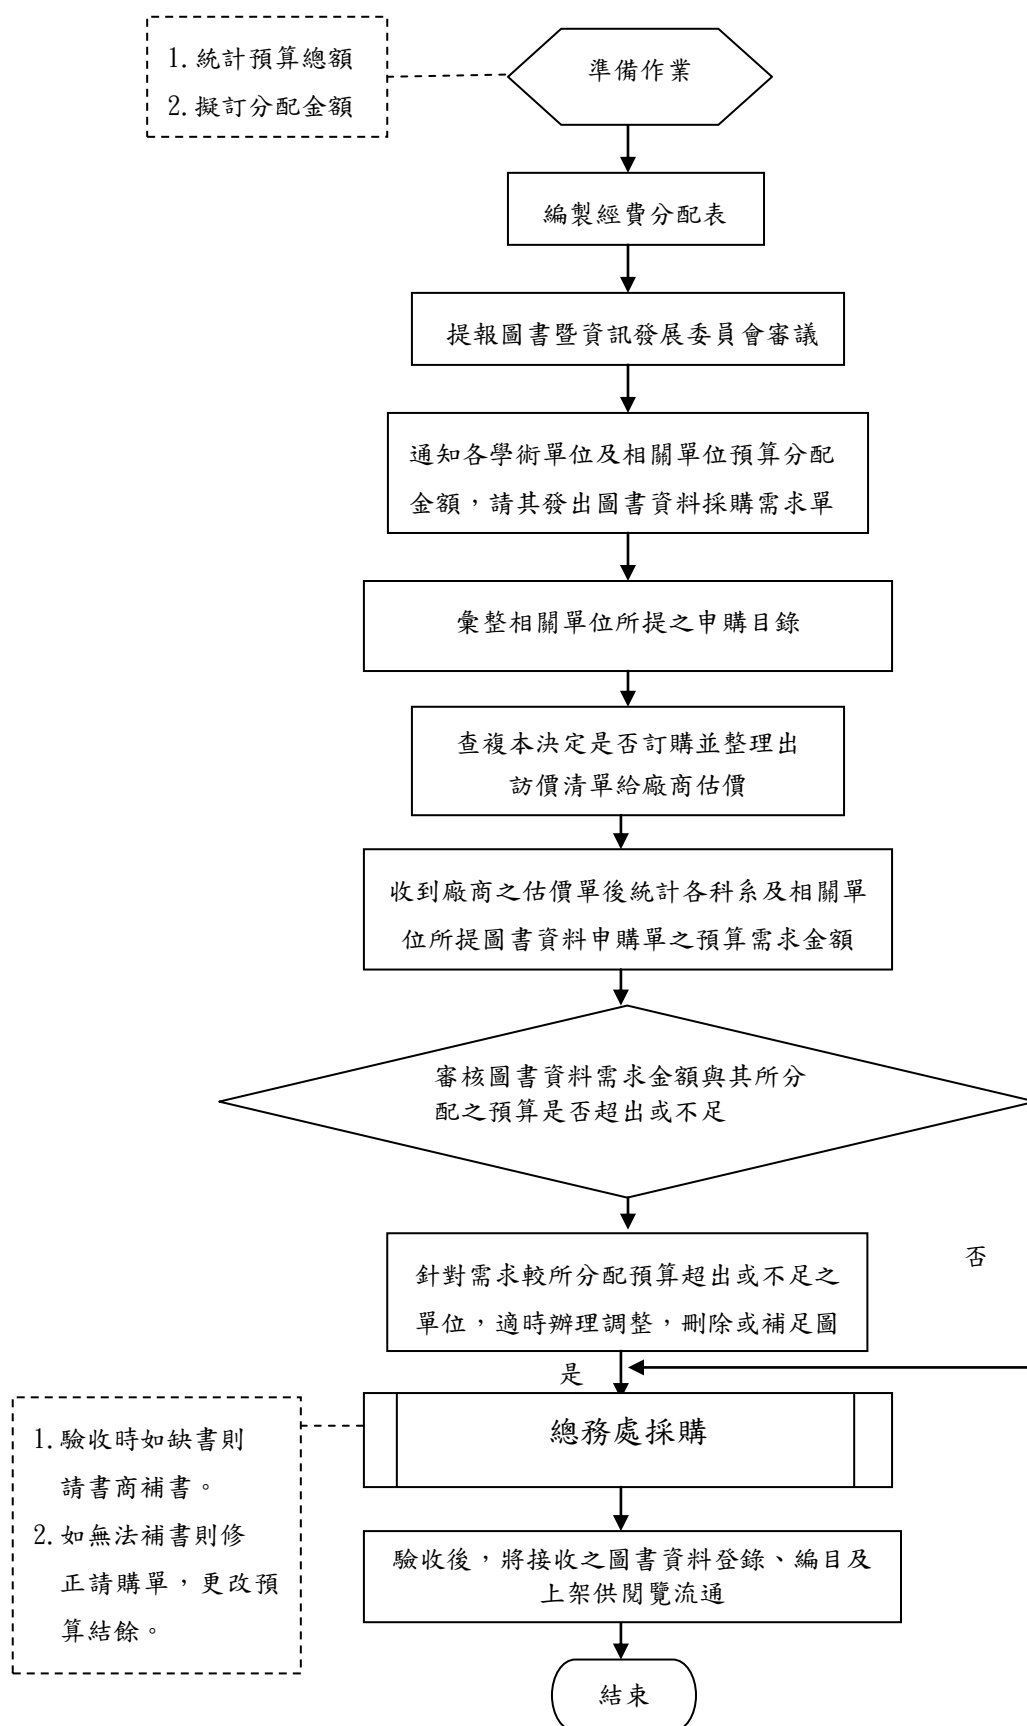 1.統計預算總額
2.擬訂分配金額
準備作業
編製經費分配表
提報圖書暨資訊發展委員會審議
通知各學術單位及相關單位預算分配
金額，請其發出圖書資料採購需求單
彙整相關單位所提之申購目錄
查複本決定是否訂購並整理出
訪價清單給廠商估價
收到廠商之估價單後統計各科系及相關單
位所提圖書資料申購單之預算需求金額
審核圖書資料需求金額與其所分
配之預算是否超出或不足
否
針對需求較所分配預算超出或不足之
單位，適時辦理調整，刪除或補足圖
是
總務處採購
1.驗收時如缺書則
請書商補書。
2.如無法補書則修
正請購單，更改預
算結餘。
驗收後，將接收之圖書資料登錄、編目及
上架供閱覽流通
結束